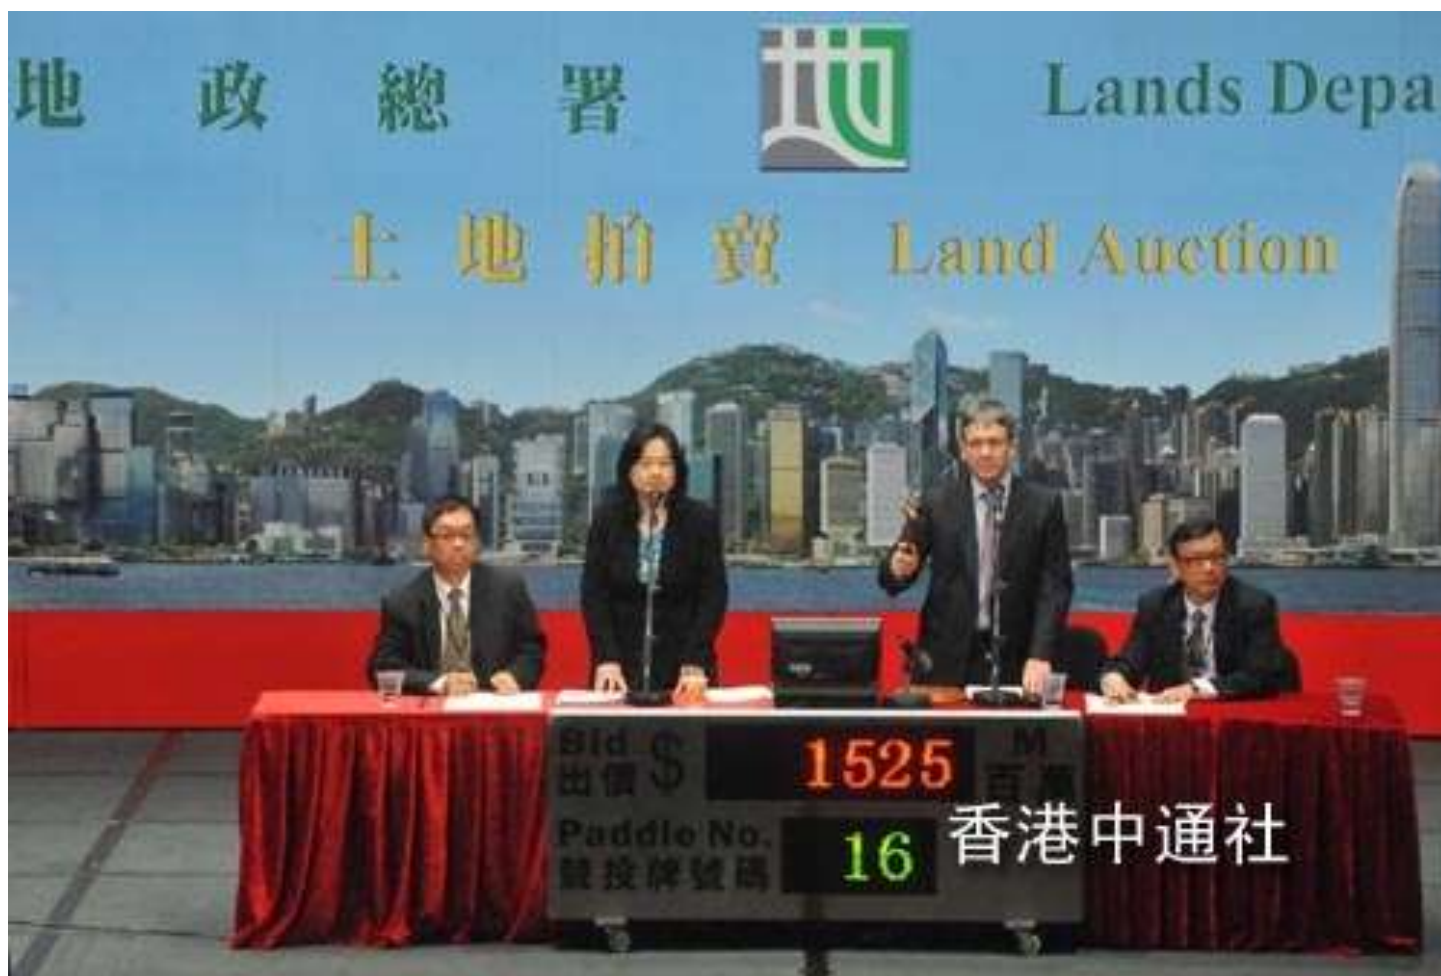 地政總署 地 Lands Depa
土地拍賣 Land Auction
Bid $ 1525 M
出價 百萬
Paddle No. 16
競投牌號碼
香港中通社